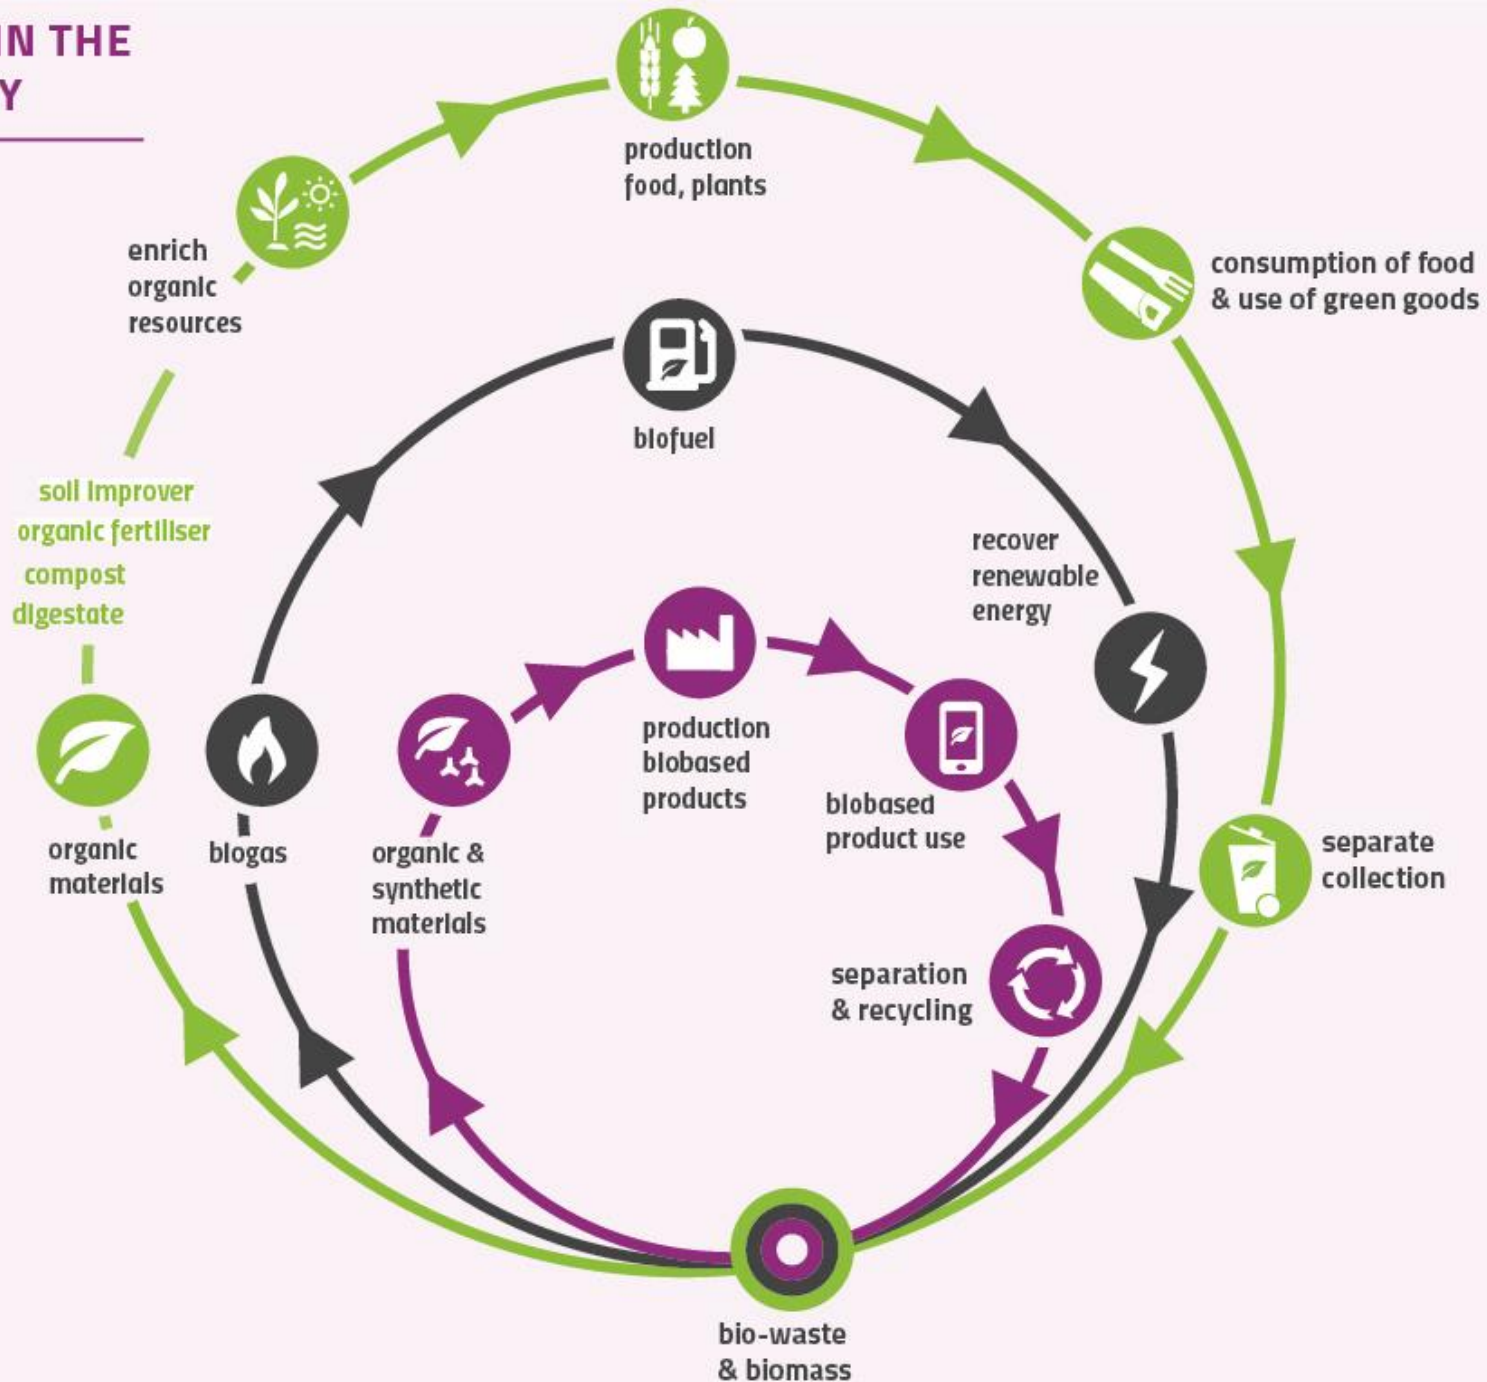 IN THE
Y
production
food, plants
enrich
organic
resources
consumption of food
& use of green goods
biofuel
soil improver
organic fertiliser
compost
digestate
recover
renewable
energy
production
biobased
products
biobased
product use
organic
materials
biogas
organic &
synthetic
materials
separate
collection
separation
& recycling
bio-waste
& biomass